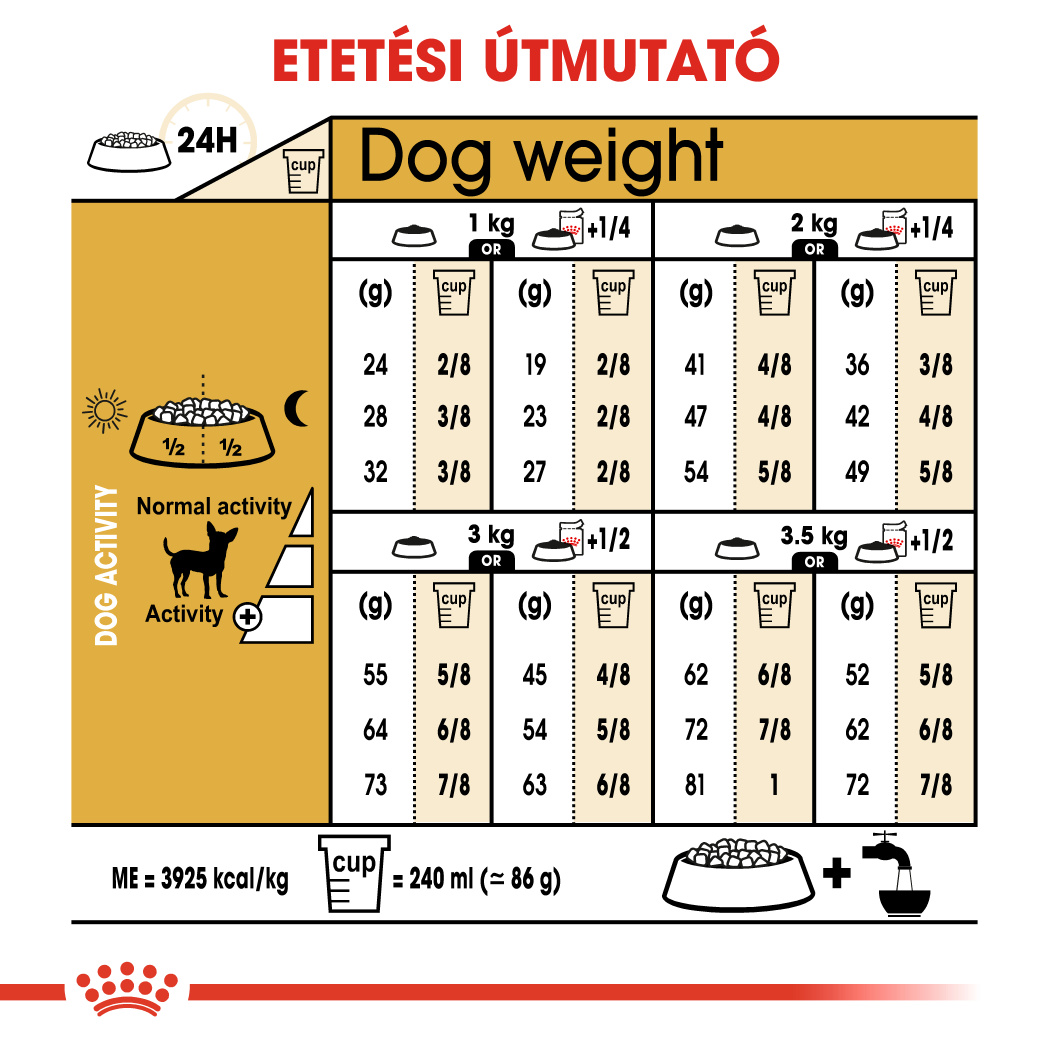 ETETÉSI ÚTMUTATÓ
24H
cup
Dog weight
1 kg +1/4 2 kg +1/4
OR OR
(g) cup (g) cup (g) cup (g) cup
24 2/8 19 2/8 41 4/8 36 3/8
28 3/8 23 2/8 47 4/8 42 4/8
32 3/8 27 2/8 54 5/8 49 5/8
½ ½
DOG ACTIVITY
Normal activity
Activity +
3 kg +1/2 3.5 kg +1/2
OR OR
(g) cup (g) cup (g) cup (g) cup
55 5/8 45 4/8 62 6/8 52 5/8
64 6/8 54 5/8 72 7/8 62 6/8
73 7/8 63 6/8 81 1 72 7/8
ME = 3925 kcal/kg cup = 240 ml (≃ 86 g) +